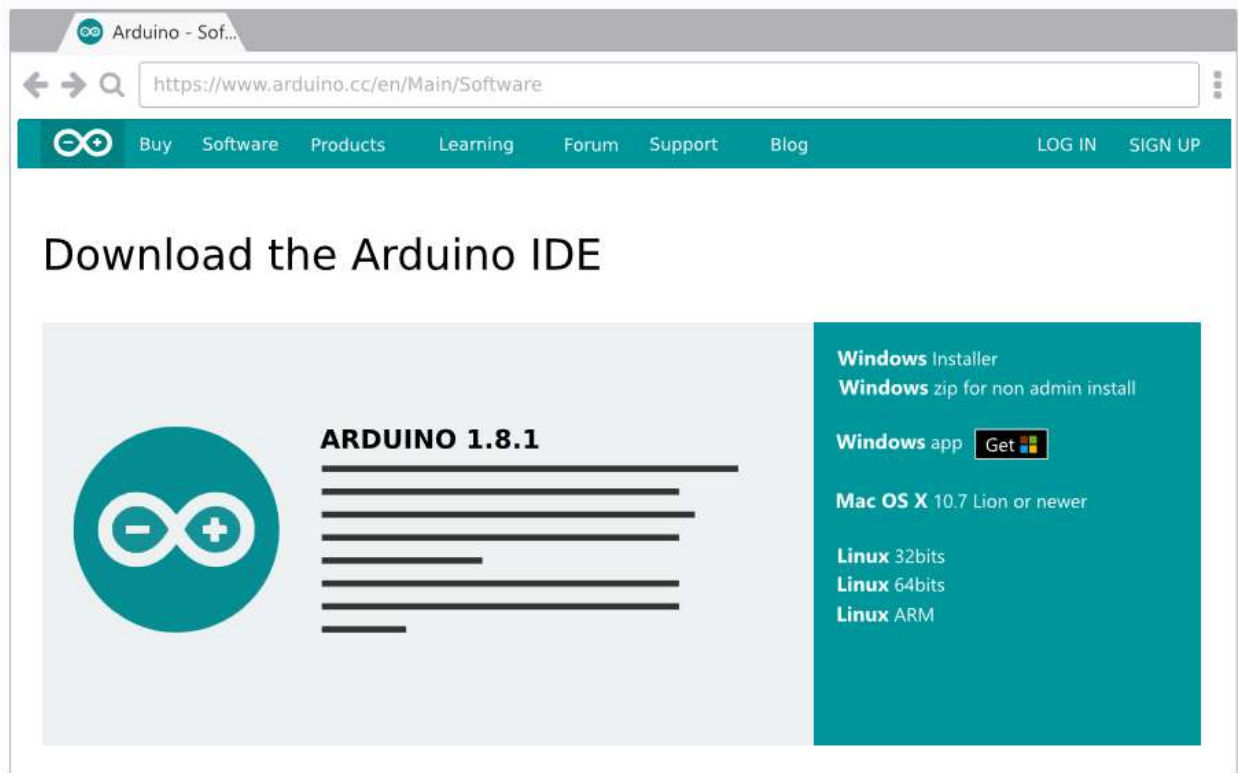 Arduino - Sof...
https://www.arduino.cc/en/Main/Software
Buy Software Products Learning Forum Support Blog LOG IN SIGN UP
Download the Arduino IDE
ARDUINO 1.8.1
Windows Installer
Windows zip for non admin install
Windows app Get
Mac OS X 10.7 Lion or newer
Linux 32bits
Linux 64bits
Linux ARM